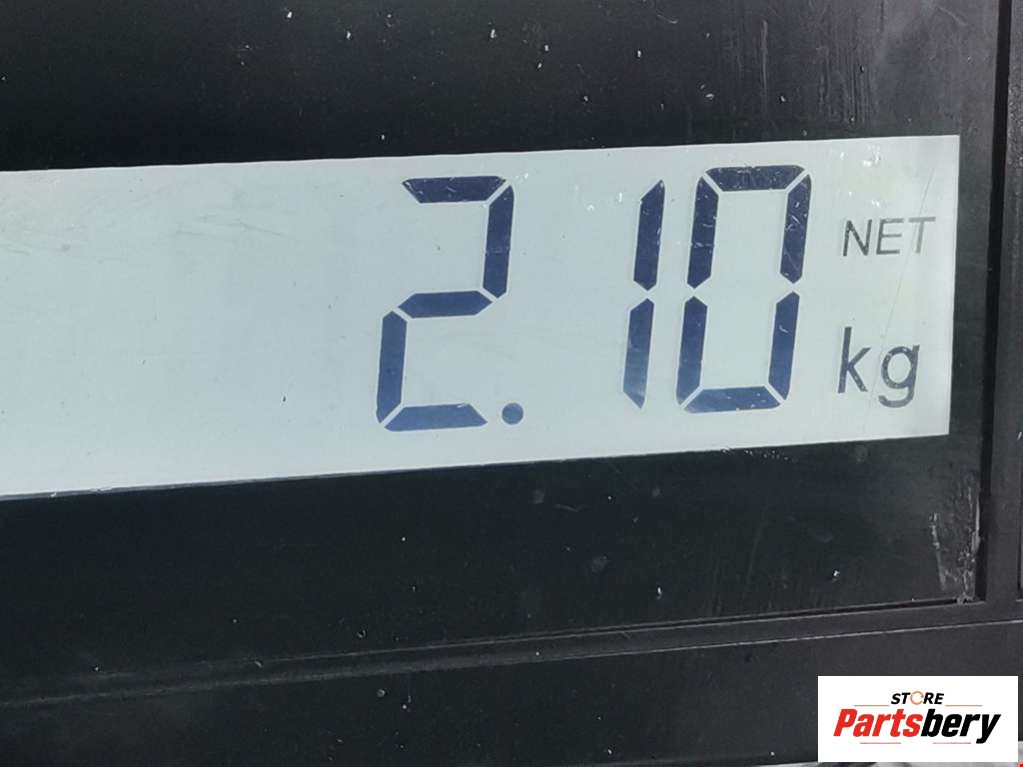 2.10 NET
kg
STORE
Partsbery